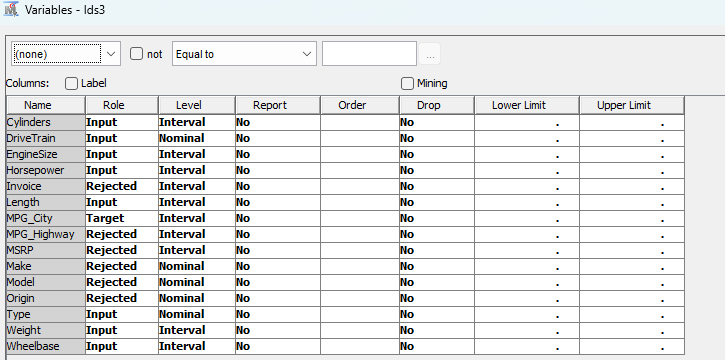 Variables - Ids3
(none) not Equal to ...
Columns: Label Mining
Name Role Level Report Order Drop Lower Limit Upper Limit
Cylinders Input Interval No No . .
DriveTrain Input Nominal No No . .
EngineSize Input Interval No No . .
Horsepower Input Interval No No . .
Invoice Rejected Interval No No . .
Length Input Interval No No . .
MPG_City Target Interval No No . .
MPG_Highway Rejected Interval No No . .
MSRP Rejected Interval No No . .
Make Rejected Nominal No No . .
Model Rejected Nominal No No . .
Origin Rejected Nominal No No . .
Type Input Nominal No No . .
Weight Input Interval No No . .
Wheelbase Input Interval No No . .